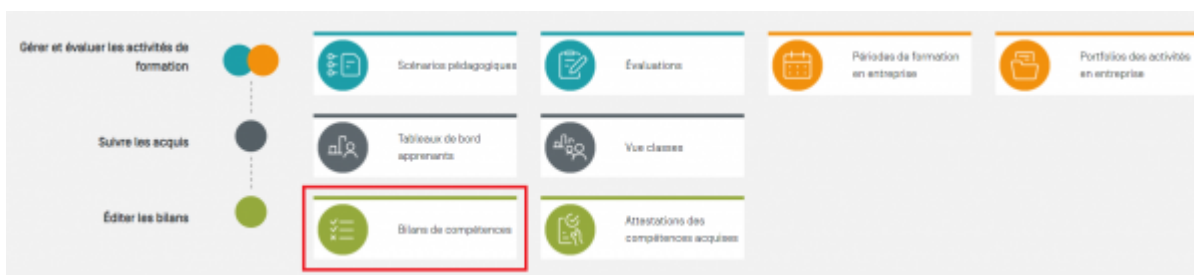 Gérer et évaluer les activités de
formation
Scénarios pédagogiques
Évaluations
Périodes de formation
en entreprise
Portfolios des activités
en entreprise
Suivre les acquis
Tableaux de bord
apprenants
Vue classes
Éditer les bilans
Bilans de compétences
Attestations des
compétences acquises